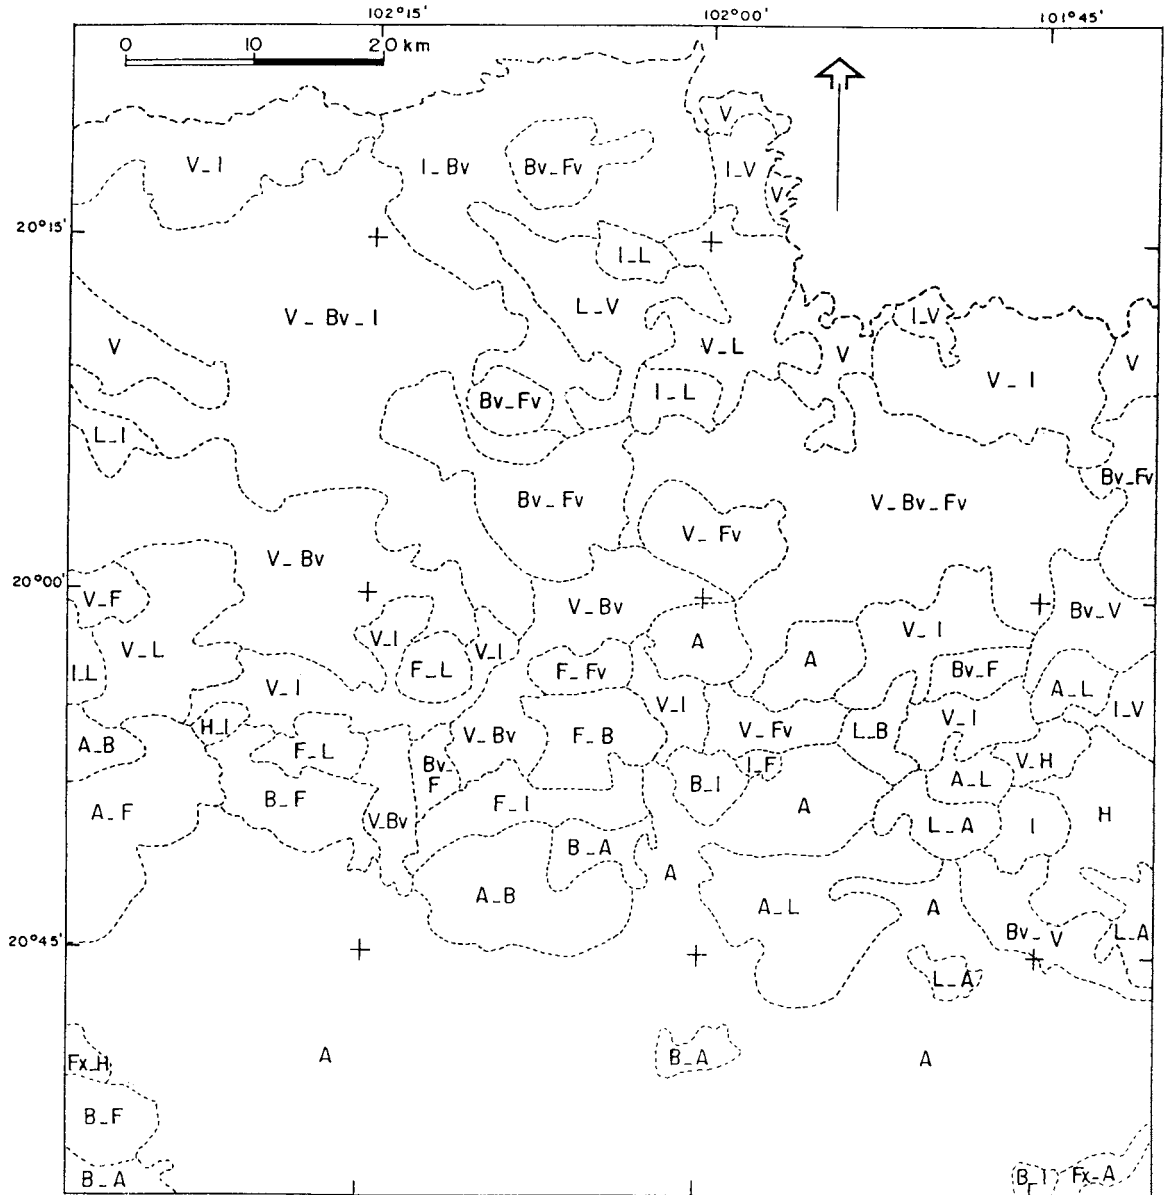 102°15' 102°00' 101°45'
0 10 20 km
V
V_I I_Bv Bv_Fv I_V
V
20°15'
I_L
L_V
V_Bv_I I_V
V V_L V V
V_I
Bv_Fv I_L
L_I
Bv_Fv
Bv_Fv V_Bv_Fv
V_Fv
V_Bv
20°00'
V_F V_Bv Bv_V
V_I V_I
V_L V_I A A
I_L F_L F_Fv Bv_F
V_I A_L
V_I I_V
H_I V_I
A_B F_L V_Bv F_B V_Fv L_B
Bv_
F I_F V_H
B_F F_I B_I A_L
A_F A H
V_Bv L_A I
B_A
A
A_B A_L A
20°45' Bv_V L_A
L_A
A B_A A
Fx_H
B_F
B_A B_I Fx_A
F